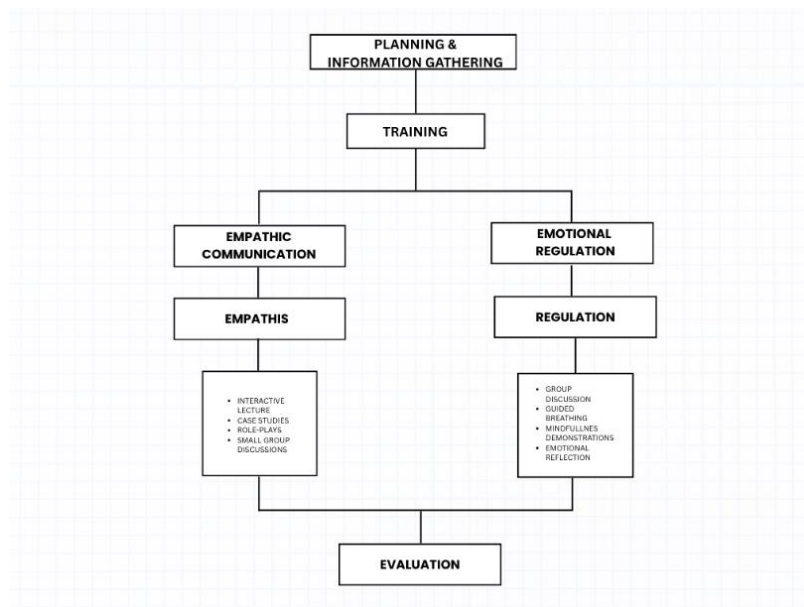 PLANNING &
INFORMATION GATHERING
TRAINING
EMPATHIC
COMMUNICATION
EMOTIONAL
REGULATION
EMPATHIS
REGULATION
• INTERACTIVE
LECTURE
• CASE STUDIES
• ROLE-PLAYS
• SMALL GROUP
DISCUSSIONS
• GROUP
DISCUSSION
• GUIDED
BREATHING
• MINDFULLNES
DEMONSTRATIONS
• EMOTIONAL
REFLECTION
EVALUATION